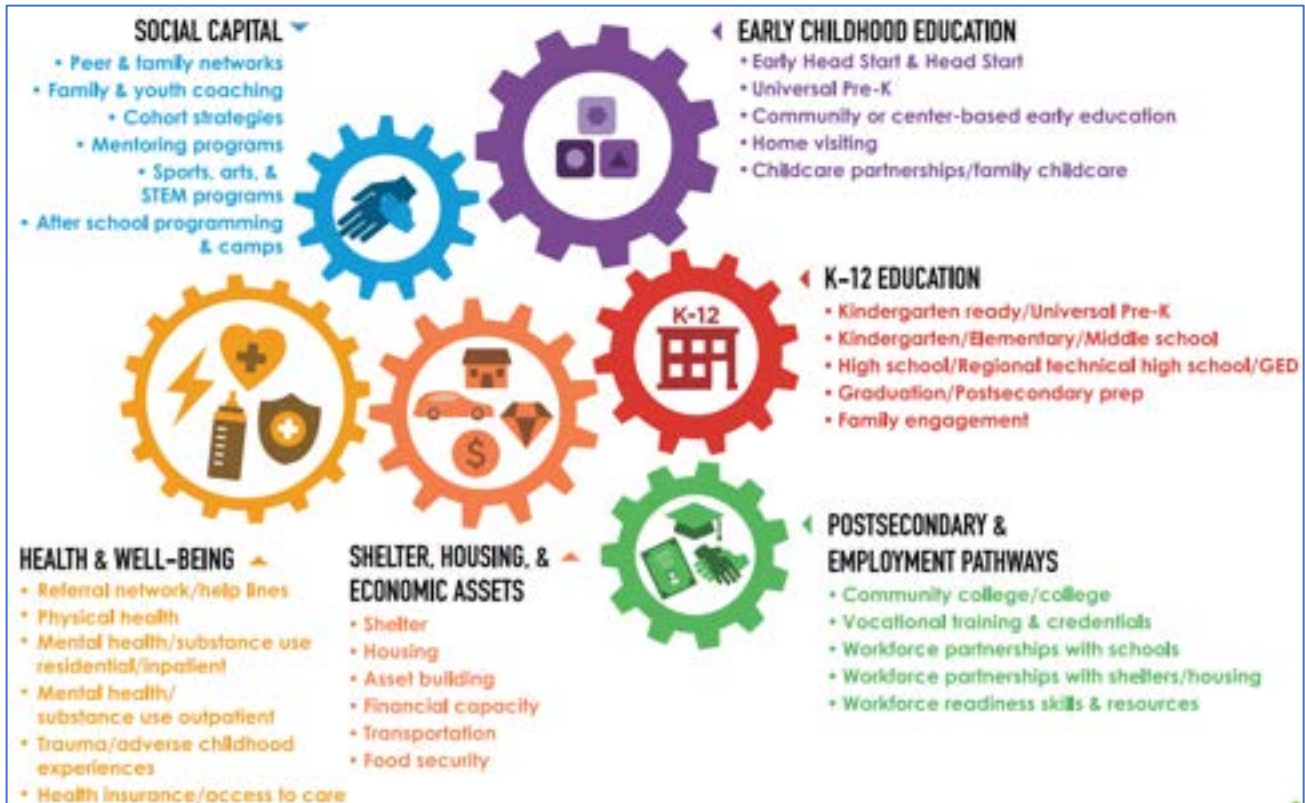 SOCIAL CAPITAL
• Peer & family networks
• Family & youth coaching
• Cohort strategies
• Mentoring programs
• Sports, arts, &
STEM programs
• After school programming
& camps
EARLY CHILDHOOD EDUCATION
• Early Head Start & Head Start
• Universal Pre-K
• Community or center-based early education
• Home visiting
• Childcare partnerships/family childcare
K-12
K-12 EDUCATION
• Kindergarten ready/Universal Pre-K
• Kindergarten/Elementary/Middle school
• High school/Regional technical high school/GED
• Graduation/Postsecondary prep
• Family engagement
$
HEALTH & WELL-BEING
• Referral network/help lines
• Physical health
• Mental health/substance use
residential/inpatient
• Mental health/
substance use outpatient
• Trauma/adverse childhood
experiences
• Health insurance/access to care
SHELTER, HOUSING, &
ECONOMIC ASSETS
• Shelter
• Housing
• Asset building
• Financial capacity
• Transportation
• Food security
POSTSECONDARY &
EMPLOYMENT PATHWAYS
• Community college/college
• Vocational training & credentials
• Workforce partnerships with schools
• Workforce partnerships with shelters/housing
• Workforce readiness skills & resources